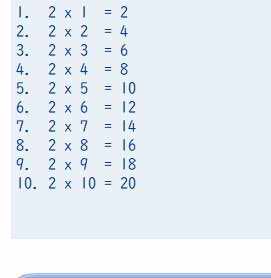 1. 2 x 1 = 2
2. 2 x 2 = 4
3. 2 x 3 = 6
4. 2 x 4 = 8
5. 2 x 5 = 10
6. 2 x 6 = 12
7. 2 x 7 = 14
8. 2 x 8 = 16
9. 2 x 9 = 18
10. 2 x 10 = 20